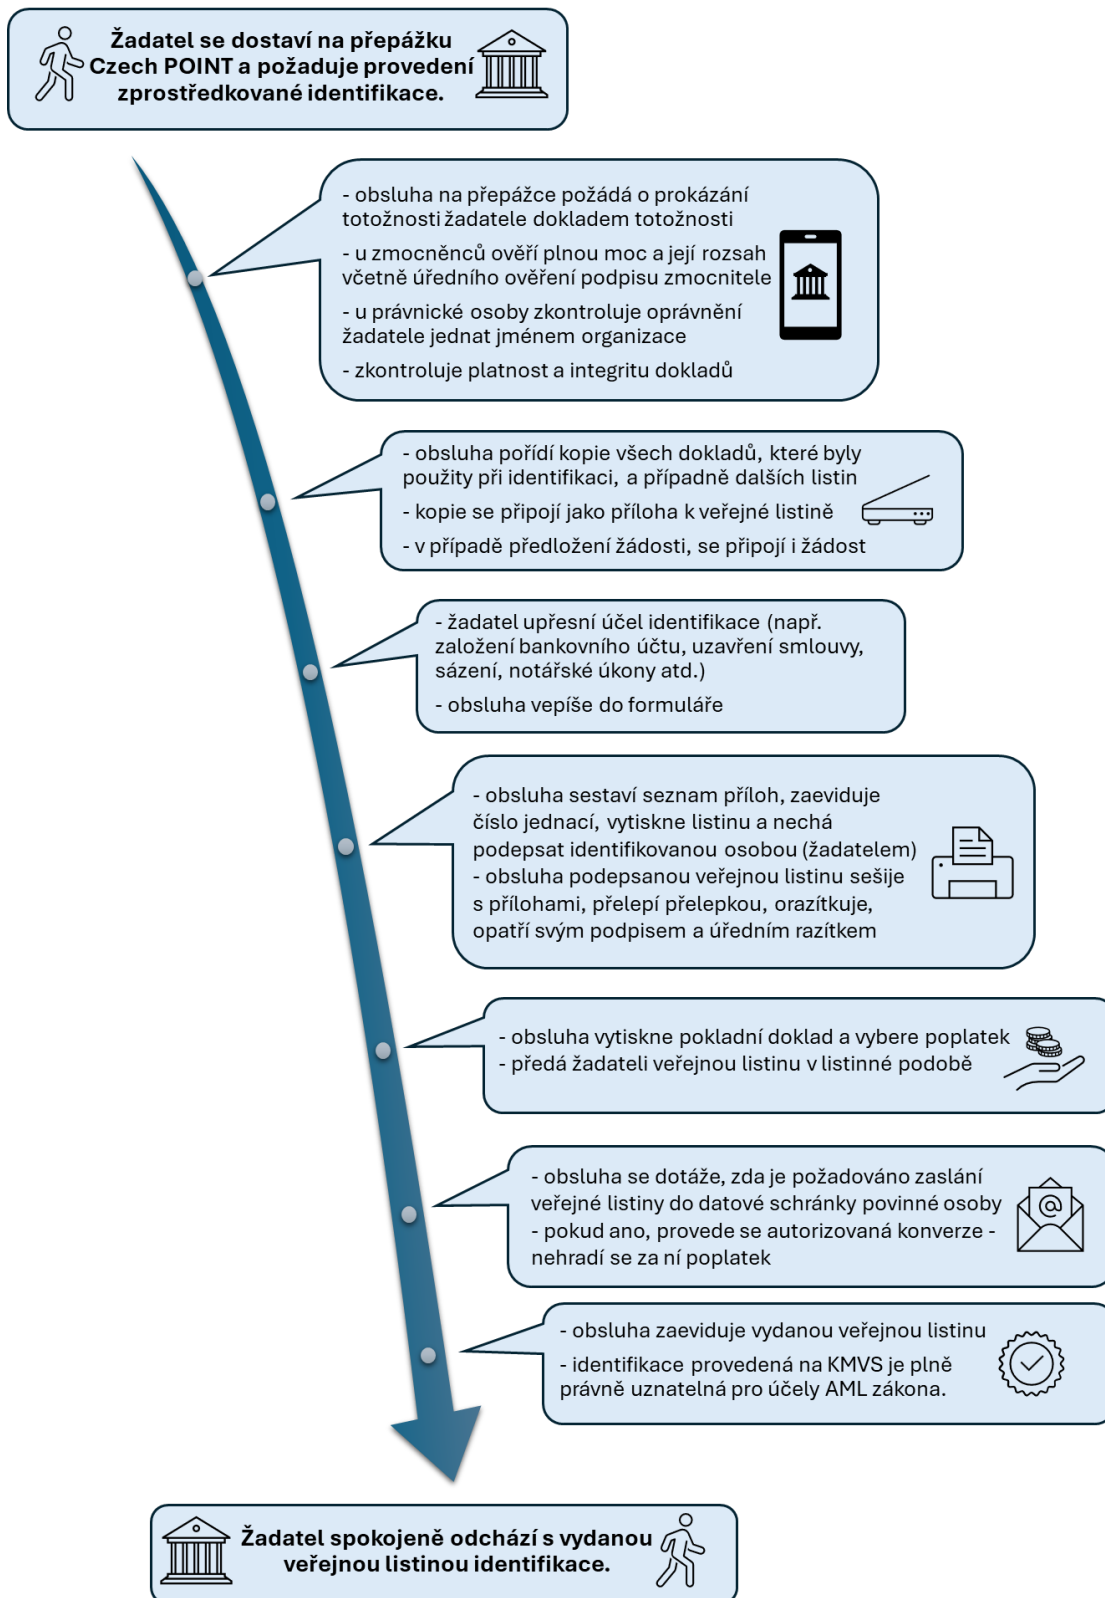 Žadatel se dostaví na přepážku
Czech POINT a požaduje provedení
zprostředkované identifikace.
- obsluha na přepážce požádá o prokázání
totožnosti žadatele dokladem totožnosti
- u zmocněnců ověří plnou moc a její rozsah
včetně úředního ověření podpisu zmocnitele
- u právnické osoby zkontroluje oprávnění
žadatele jednat jménem organizace
- zkontroluje platnost a integritu dokladů
- obsluha pořídí kopie všech dokladů, které byly
použity při identifikaci, a případně dalších listin
- kopie se připojí jako příloha k veřejné listině
- v případě předložení žádosti, se připojí i žádost
- žadatel upřesní účel identifikace (např.
založení bankovního účtu, uzavření smlouvy,
sázení, notářské úkony atd.)
- obsluha vepíše do formuláře
- obsluha sestaví seznam příloh, zaeviduje
číslo jednací, vytiskne listinu a nechá
podepsat identifikovanou osobou (žadatelem)
- obsluha podepsanou veřejnou listinu sešije
s přílohami, přelepí přelepkou, orazítkuje,
opatří svým podpisem a úředním razítkem
- obsluha vytiskne pokladní doklad a vybere poplatek
- předá žadateli veřejnou listinu v listinné podobě
- obsluha se dotáže, zda je požadováno zaslání
veřejné listiny do datové schránky povinné osoby
- pokud ano, provede se autorizovaná konverze -
nehradí se za ní poplatek
@
- obsluha zaeviduje vydanou veřejnou listinu
- identifikace provedená na KMVS je plně
právně uznatelná pro účely AML zákona.
Žadatel spokojeně odchází s vydanou
veřejnou listinou identifikace.